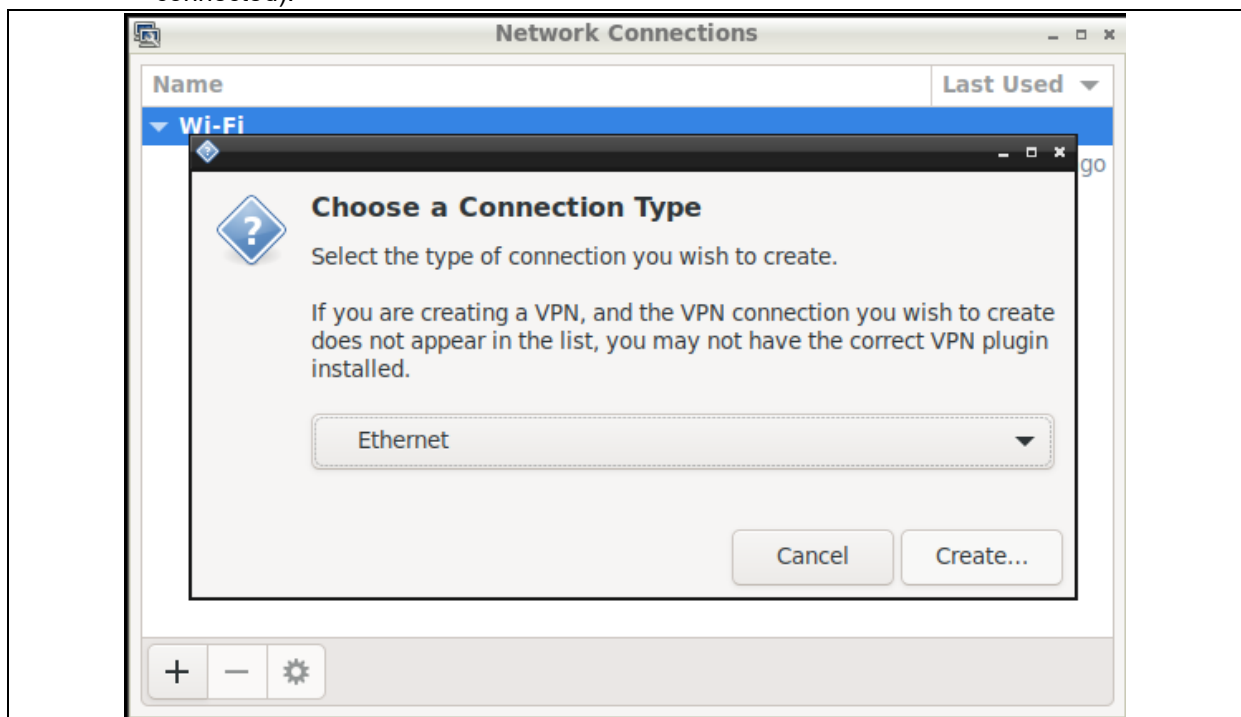 connected).
Network Connections
Name Last Used
Wi-Fi
go
Choose a Connection Type
Select the type of connection you wish to create.
If you are creating a VPN, and the VPN connection you wish to create
does not appear in the list, you may not have the correct VPN plugin
installed.
Ethernet
Cancel Create...